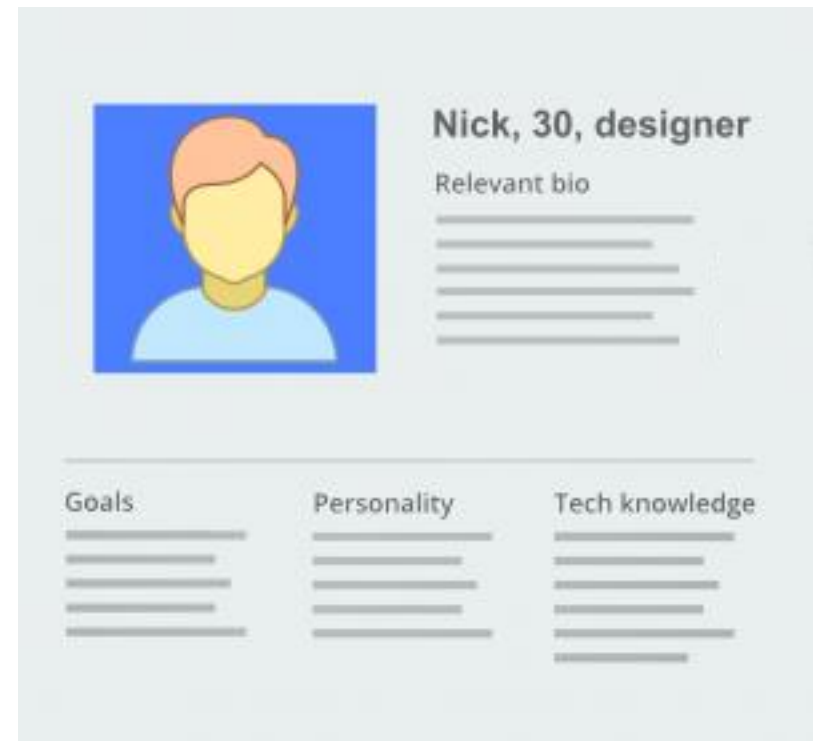 Nick, 30, designer
Relevant bio
Goals
Personality
Tech knowledge